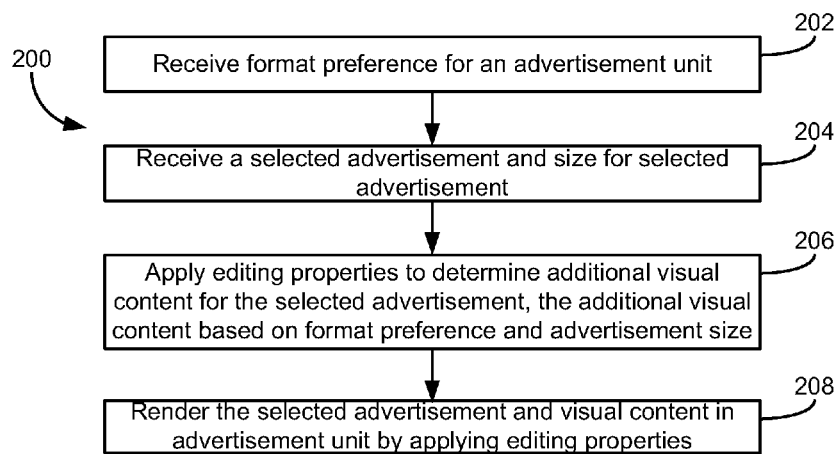 202
200
Receive format preference for an advertisement unit
204
Receive a selected advertisement and size for selected
advertisement
206
Apply editing properties to determine additional visual
content for the selected advertisement, the additional visual
content based on format preference and advertisement size
208
Render the selected advertisement and visual content in
advertisement unit by applying editing properties